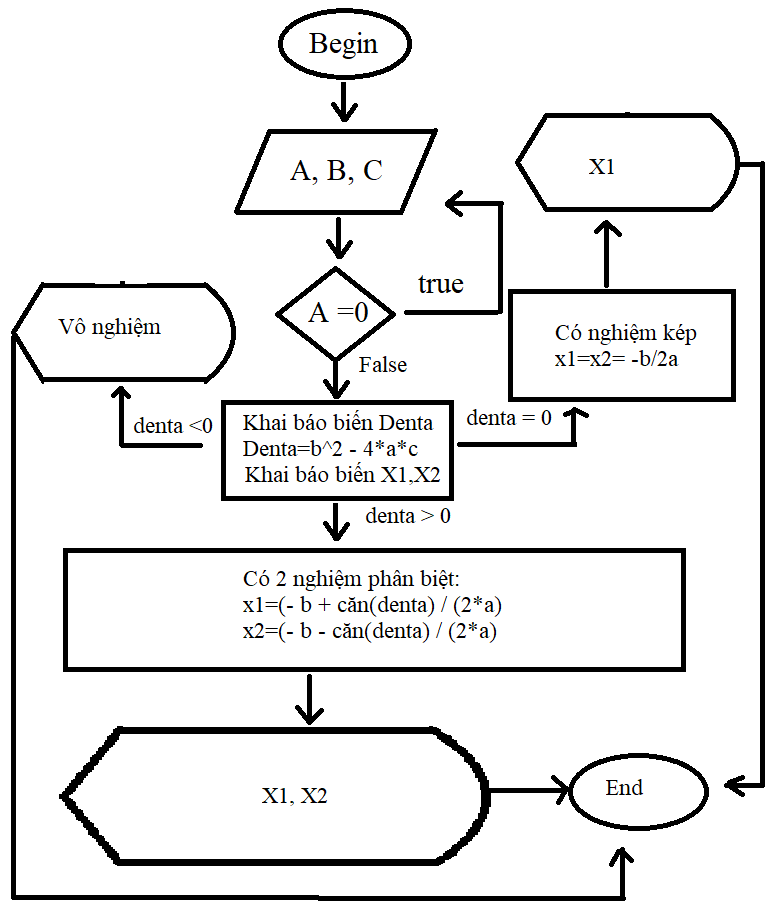 Begin
A, B, C
X1
true
A =0
Vô nghiệm
Có nghiệm kép
x1=x2= -b/2a
False
denta <0
Khai báo biến Denta
Denta=b^2 - 4*a*c
Khai báo biến X1,X2
denta = 0
denta > 0
Có 2 nghiệm phân biệt:
x1=(- b + căn(denta) / (2*a)
x2=(- b - căn(denta) / (2*a)
X1, X2
End